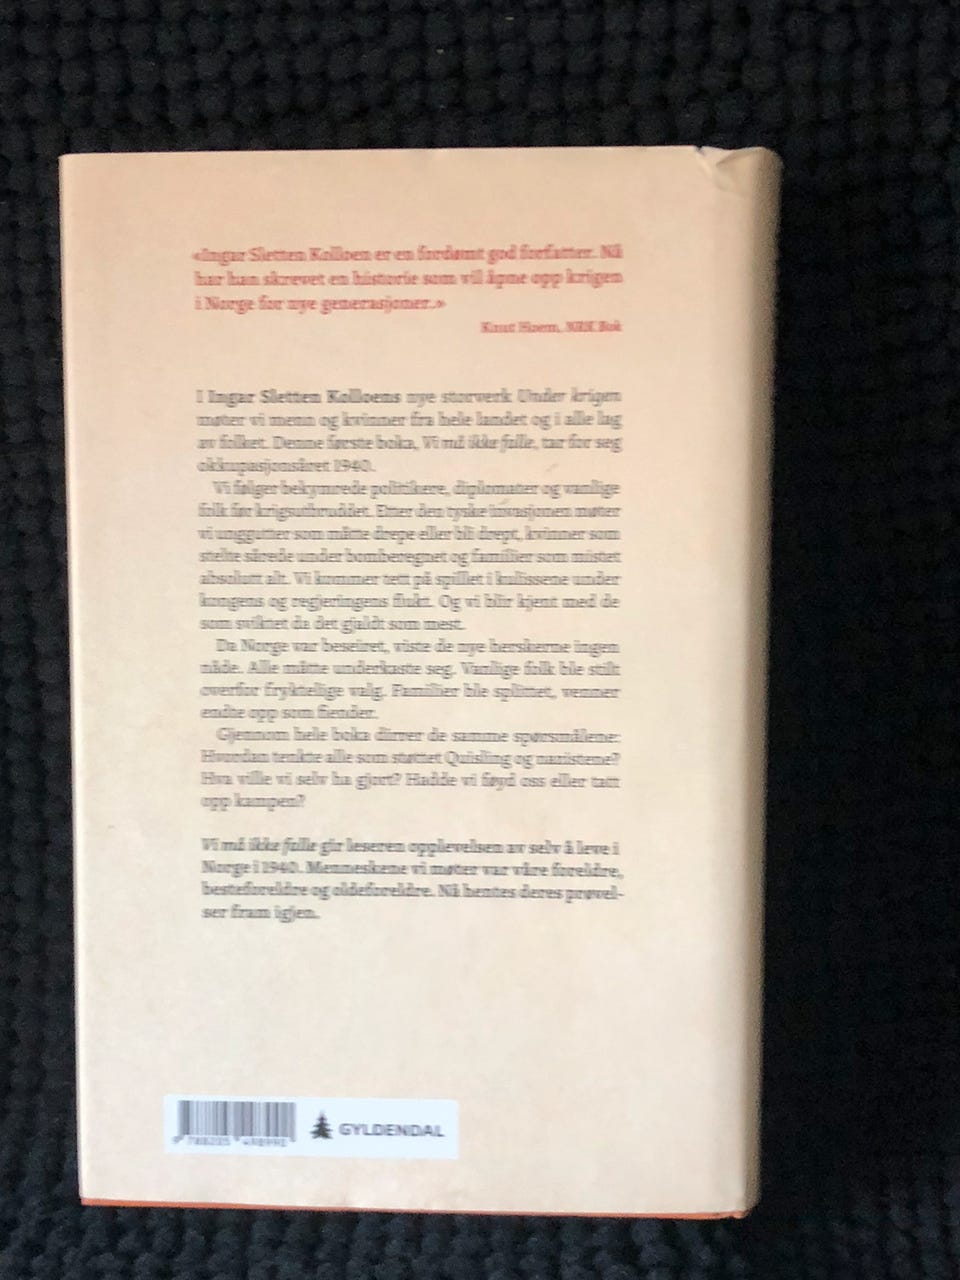 «Ingar Sletten Kolloen er en fordømt god forfatter. Nå
har han skrevet en historie som vil åpne opp krigen
i Norge for nye generasjoner.»
Knut Hoem, NRK Bok
I Ingar Sletten Kolloens nye storverk Under krigen
møter vi menn og kvinner fra hele landet og i alle lag
av folket. Denne første boka, Vi må ikke falle, tar for seg
okkupasjonsåret 1940.
Vi følger bekymrede politikere, diplomater og vanlige
folk før krigsutbruddet. Etter den tyske invasjonen møter
vi unggutter som måtte drepe eller bli drept, kvinner som
stelte sårede under bomberegnet og familier som mistet
absolutt alt. Vi kommer tett på spillet i kulissene under
kongens og regjeringens flukt. Og vi blir kjent med de
som sviktet da det gjaldt som mest.
Da Norge var beseiret, viste de nye herskerne ingen
nåde. Alle måtte underkaste seg. Vanlige folk ble stilt
overfor fryktelige valg. Familier ble splittet, venner
endte opp som fiender.
Gjennom hele boka dirrer de samme spørsmålene:
Hvordan tenkte alle som støttet Quisling og nazistene?
Hva ville vi selv ha gjort? Hadde vi føyd oss eller tatt
opp kampen?
Vi må ikke falle gir leseren opplevelsen av selv å leve i
Norge i 1940. Menneskene vi møter var våre foreldre,
besteforeldre og oldeforeldre. Nå hentes deres prøvel-
ser fram igjen.
GYLDENDAL